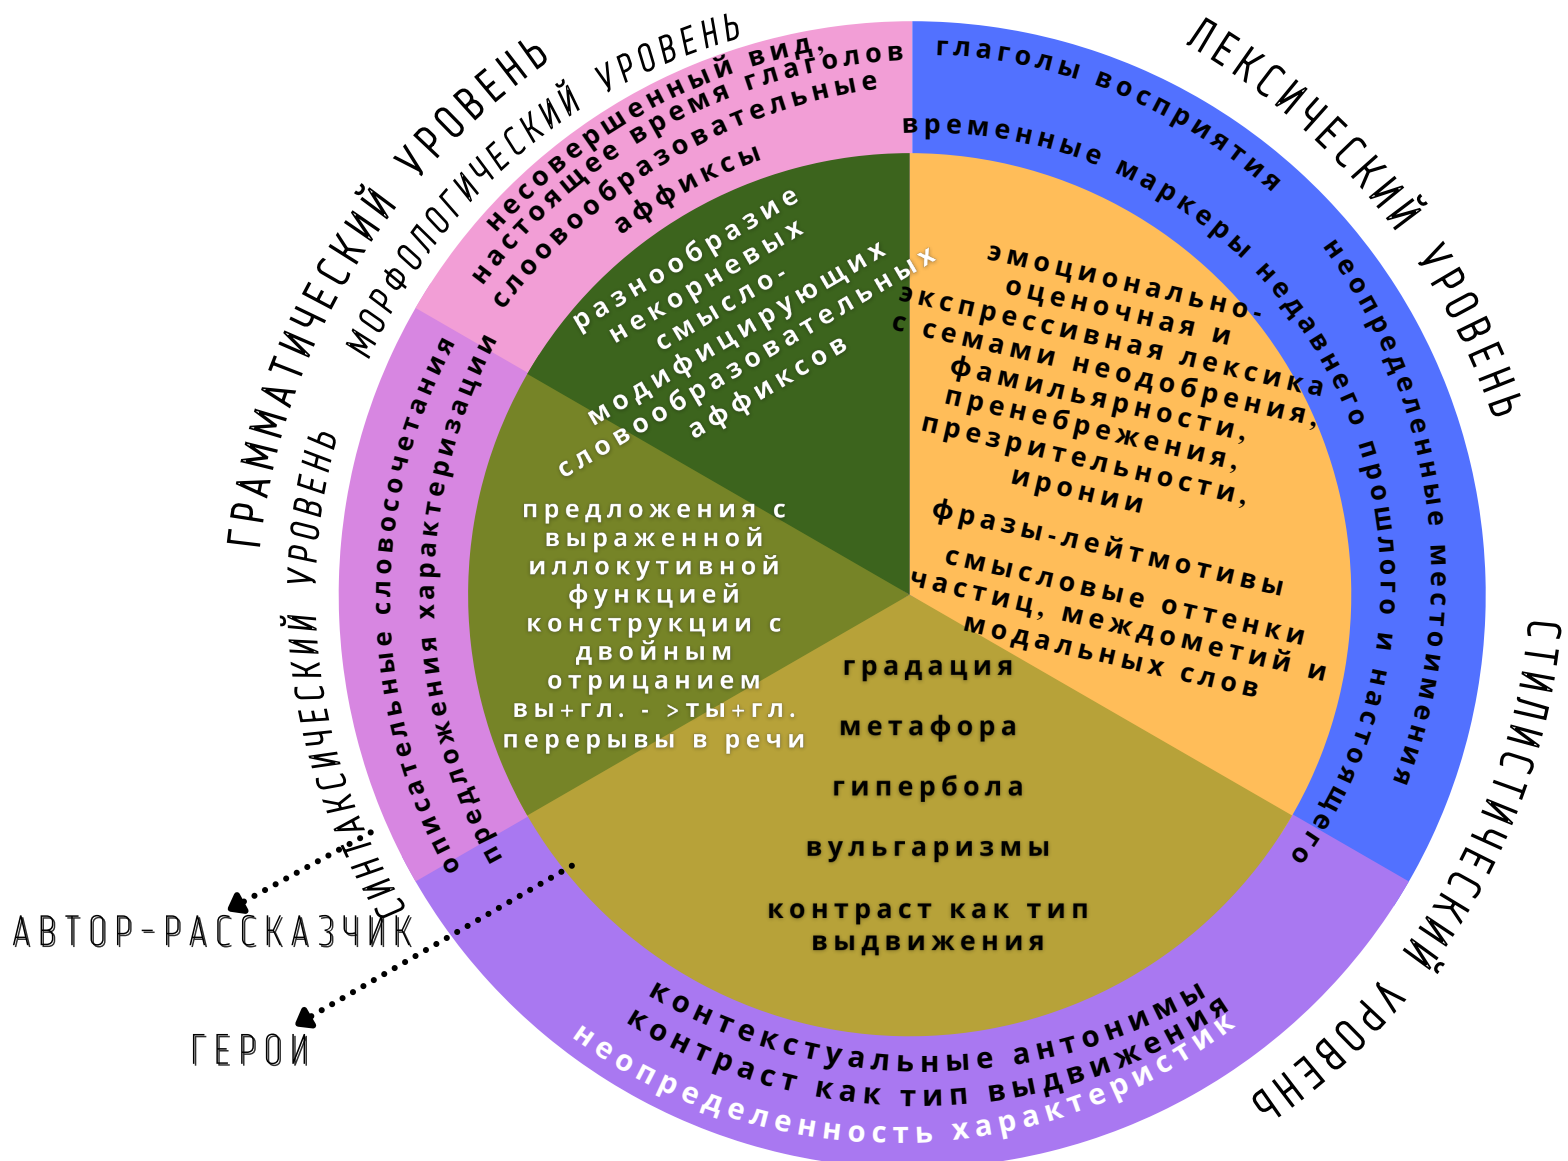 ГРАММАТИЧЕСКИЙ УРОВЕНЬ
МОРФОЛОГИЧЕСКИЙ УРОВЕНЬ
несовершенный вид,
настоящее время глаголов
слоовообразовательные
аффиксы
разнообразие
некорневых
смысло-
модифицирующих
словообразовательных
аффиксов
ЛЕКСИЧЕСКИЙ УРОВЕНЬ
глаголы восприятия
неопределенные местоимения
временные маркеры недавнего прошлого и настоящего
эмоционально-
оценочная и
экспрессивная лексика
с семами неодобрения,
фамильярности,
пренебрежения,
презрительности,
иронии
фразы-лейтмотивы
смысловые оттенки
частиц, междометий и
модальных слов
СИНТАКСИЧЕСКИЙ УРОВЕНЬ
описательные словосочетания
предложения характеризации
предложения с
выраженной
иллокутивной
функцией
конструкции с
двойным
отрицанием
вы+гл. - >ты+гл.
перерывы в речи
СТИЛИСТИЧЕСКИЙ УРОВЕНЬ
градация
метафора
гипербола
вульгаризмы
контраст как тип
выдвижения
контекстуальные антонимы
контраст как тип выдвижения
неопределенность характеристик
АВТОР-РАССКАЗЧИК
ГЕРОИ